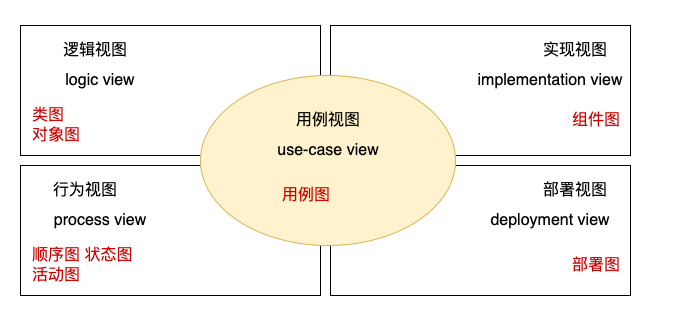 逻辑视图
logic view
类图
对象图
实现视图
implementation view
组件图
用例视图
use-case view
用例图
行为视图
process view
顺序图 状态图
活动图
部署视图
deployment view
部署图